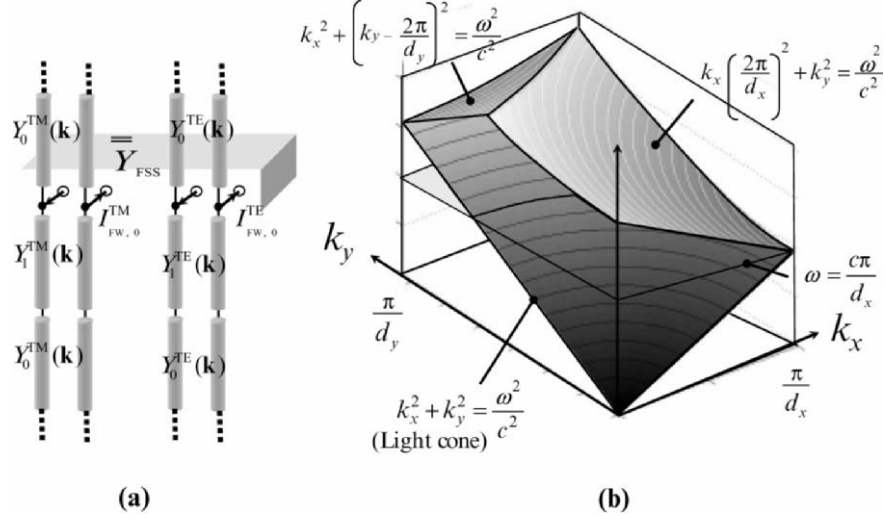 Y_0^TM(k) Y_0^TE(k)
=
Y_FSS
I_FW, 0^TM I_FW, 0^TE
Y_1^TM(k) Y_1^TE(k)
Y_0^TM(k) Y_0^TE(k)
(a)
k_x^2 + (k_y − 2π/d_y)^2 = ω^2/c^2
k_x(2π/d_x)^2 + k_y^2 = ω^2/c^2
k_y
π/d_y
ω = cπ/d_x
k_x
π/d_x
k_x^2 + k_y^2 = ω^2/c^2
(Light cone)
(b)